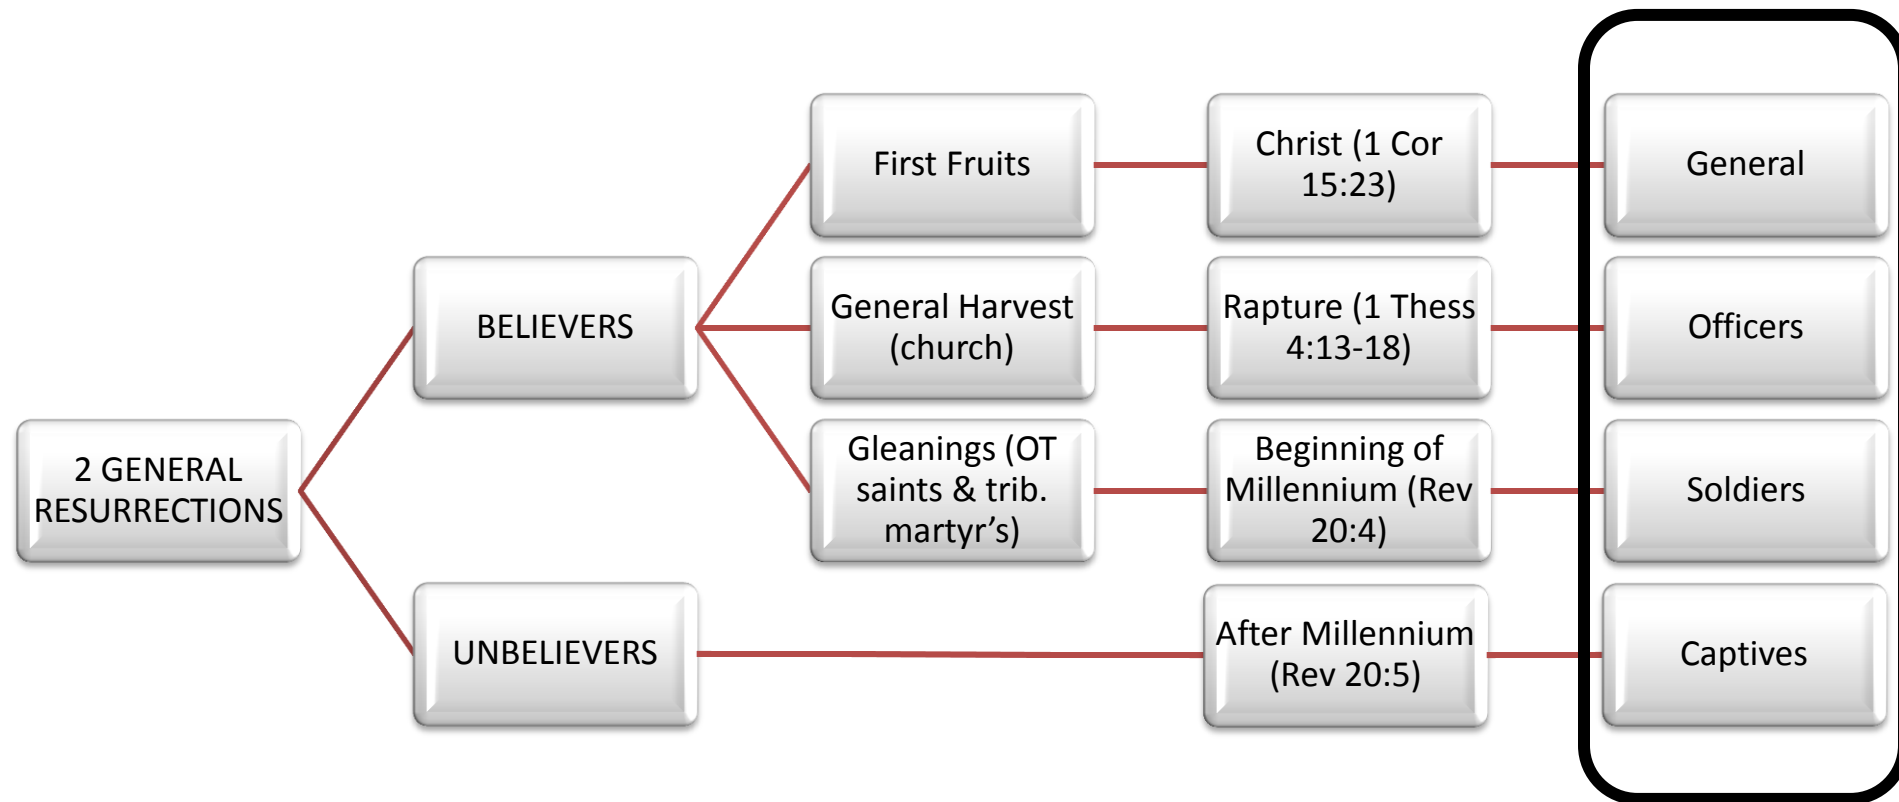 2 GENERAL
RESURRECTIONS
BELIEVERS
First Fruits
Christ (1 Cor
15:23)
General
General Harvest
(church)
Rapture (1 Thess
4:13-18)
Officers
Gleanings (OT
saints & trib.
martyr’s)
Beginning of
Millennium (Rev
20:4)
Soldiers
UNBELIEVERS
After Millennium
(Rev 20:5)
Captives